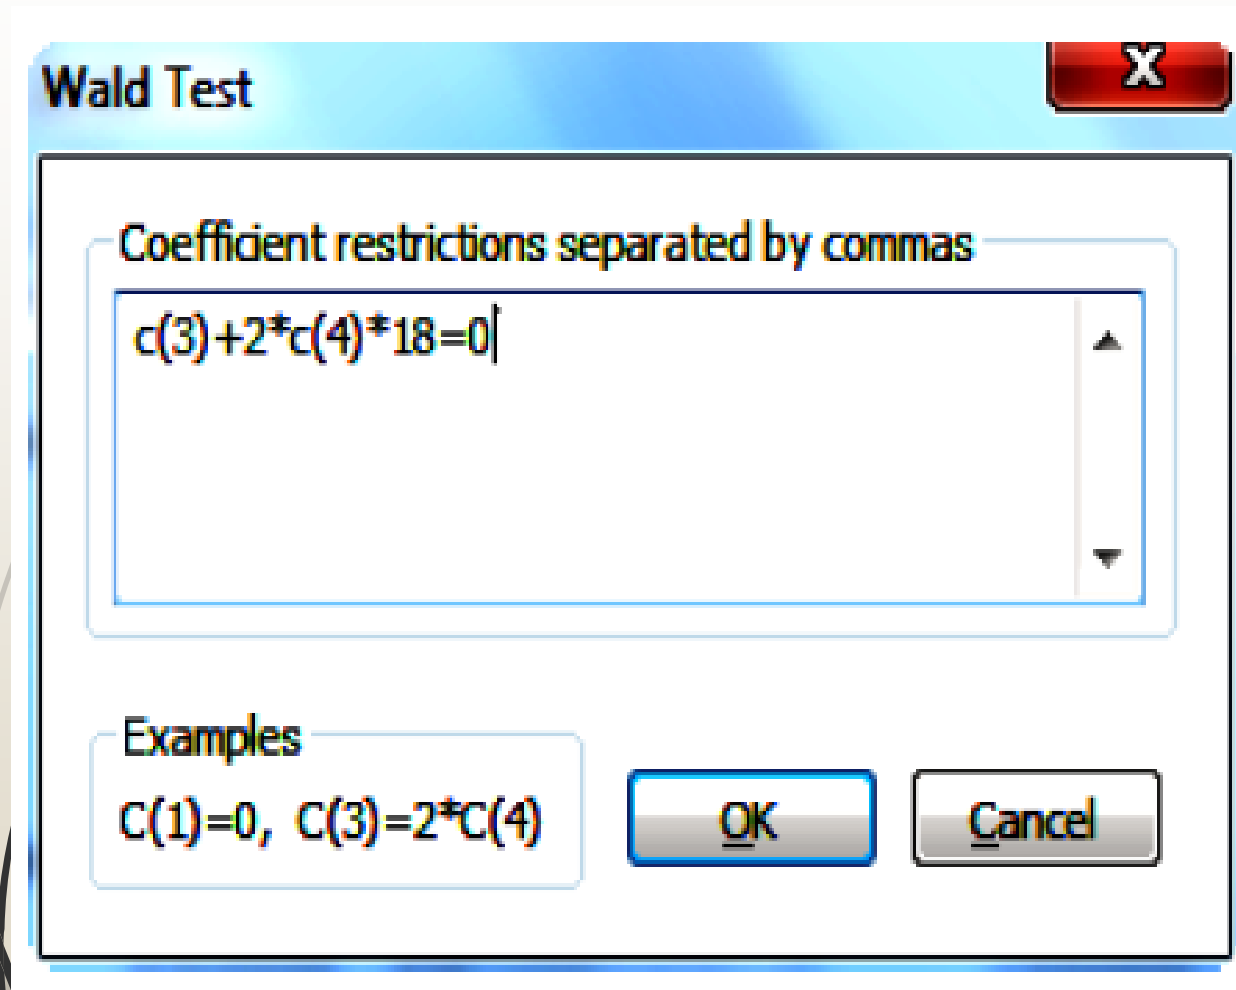 Wald Test
x
Coefficient restrictions separated by commas
c(3)+2*c(4)*18=0
Examples
C(1)=0, C(3)=2*C(4)
OK
Cancel